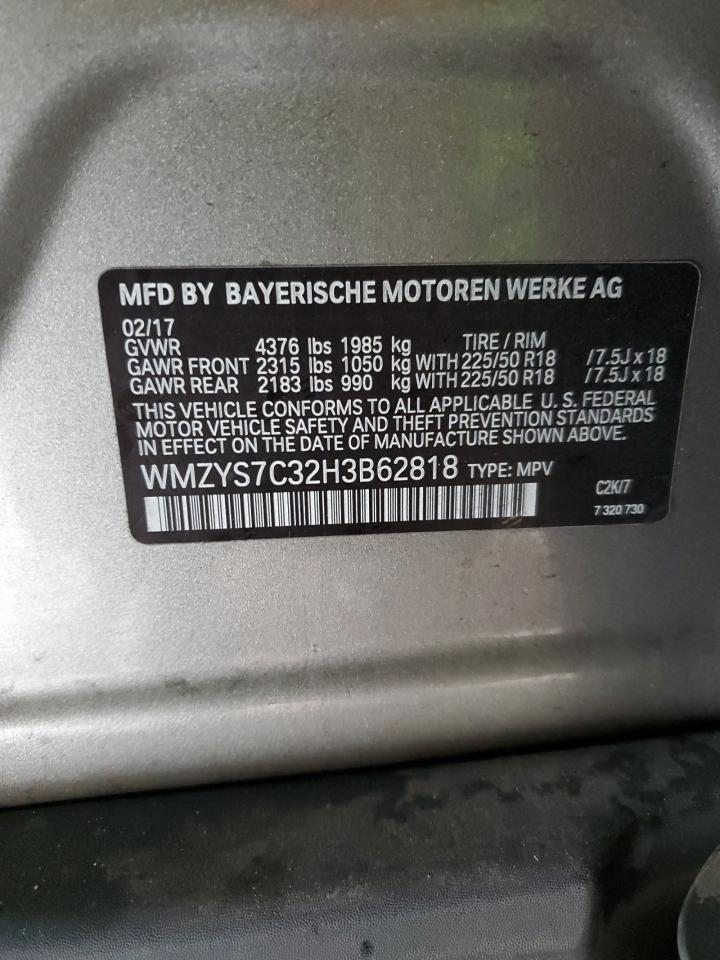 MFD BY BAYERISCHE MOTOREN WERKE AG
02/17
GVWR 4376 lbs 1985 kg TIRE / RIM
GAWR FRONT 2315 lbs 1050 kg WITH 225/50 R18 /7.5J x 18
GAWR REAR 2183 lbs 990 kg WITH 225/50 R18 /7.5J x 18
THIS VEHICLE CONFORMS TO ALL APPLICABLE U. S. FEDERAL
MOTOR VEHICLE SAFETY AND THEFT PREVENTION STANDARDS
IN EFFECT ON THE DATE OF MANUFACTURE SHOWN ABOVE.
WMZYS7C32H3B62818 TYPE: MPV
C2K/7
7 320 730